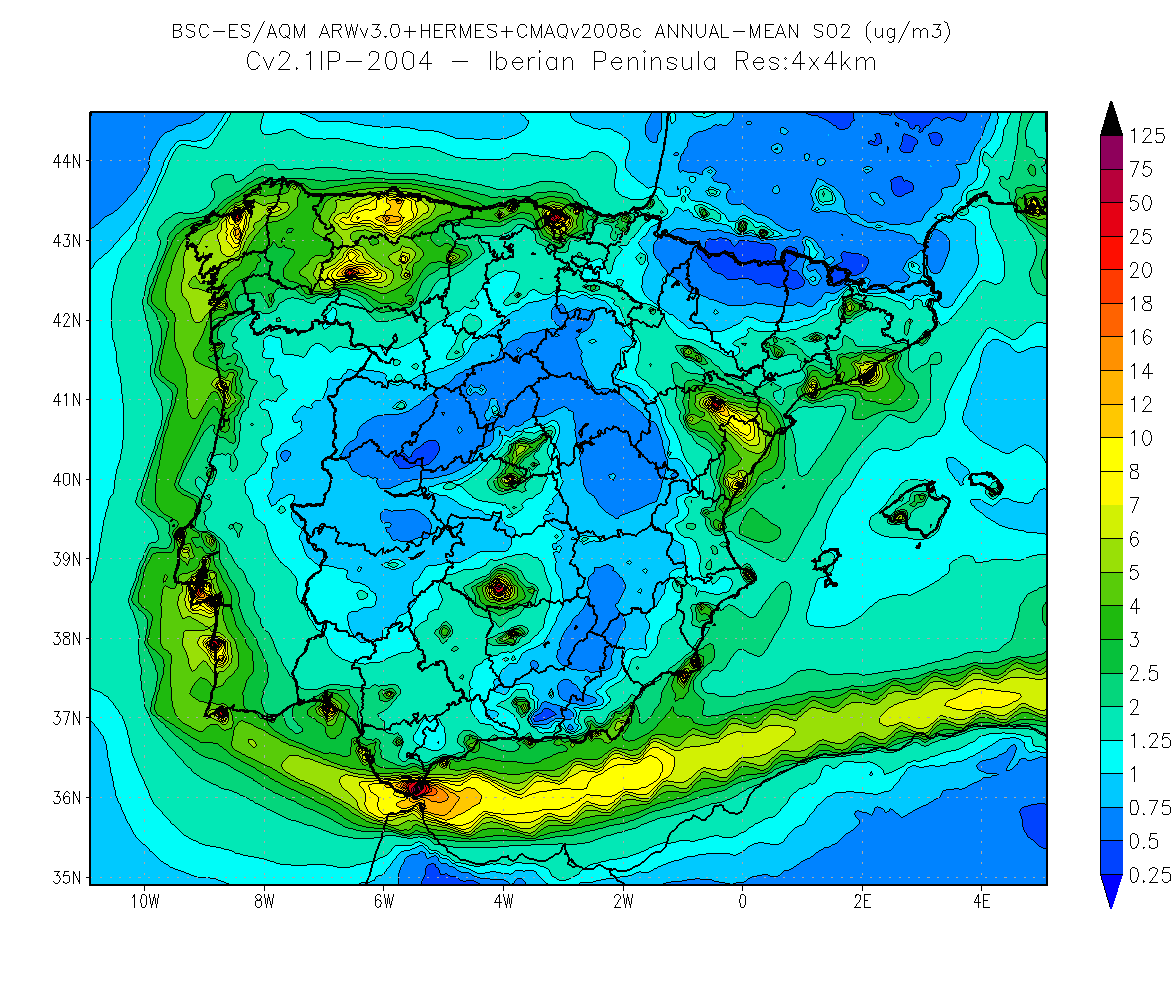 BSC-ES/AQM ARWv3.0+HERMES+CMAQv2008c ANNUAL-MEAN SO2 (ug/m3)
Cv2.1IP-2004 - Iberian Peninsula Res:4x4km
44N
43N
42N
41N
40N
39N
38N
37N
36N
35N
10W 8W 6W 4W 2W 0 2E 4E
125
75
50
25
20
18
16
14
12
10
8
7
6
5
4
3
2.5
2
1.25
1
0.75
0.5
0.25